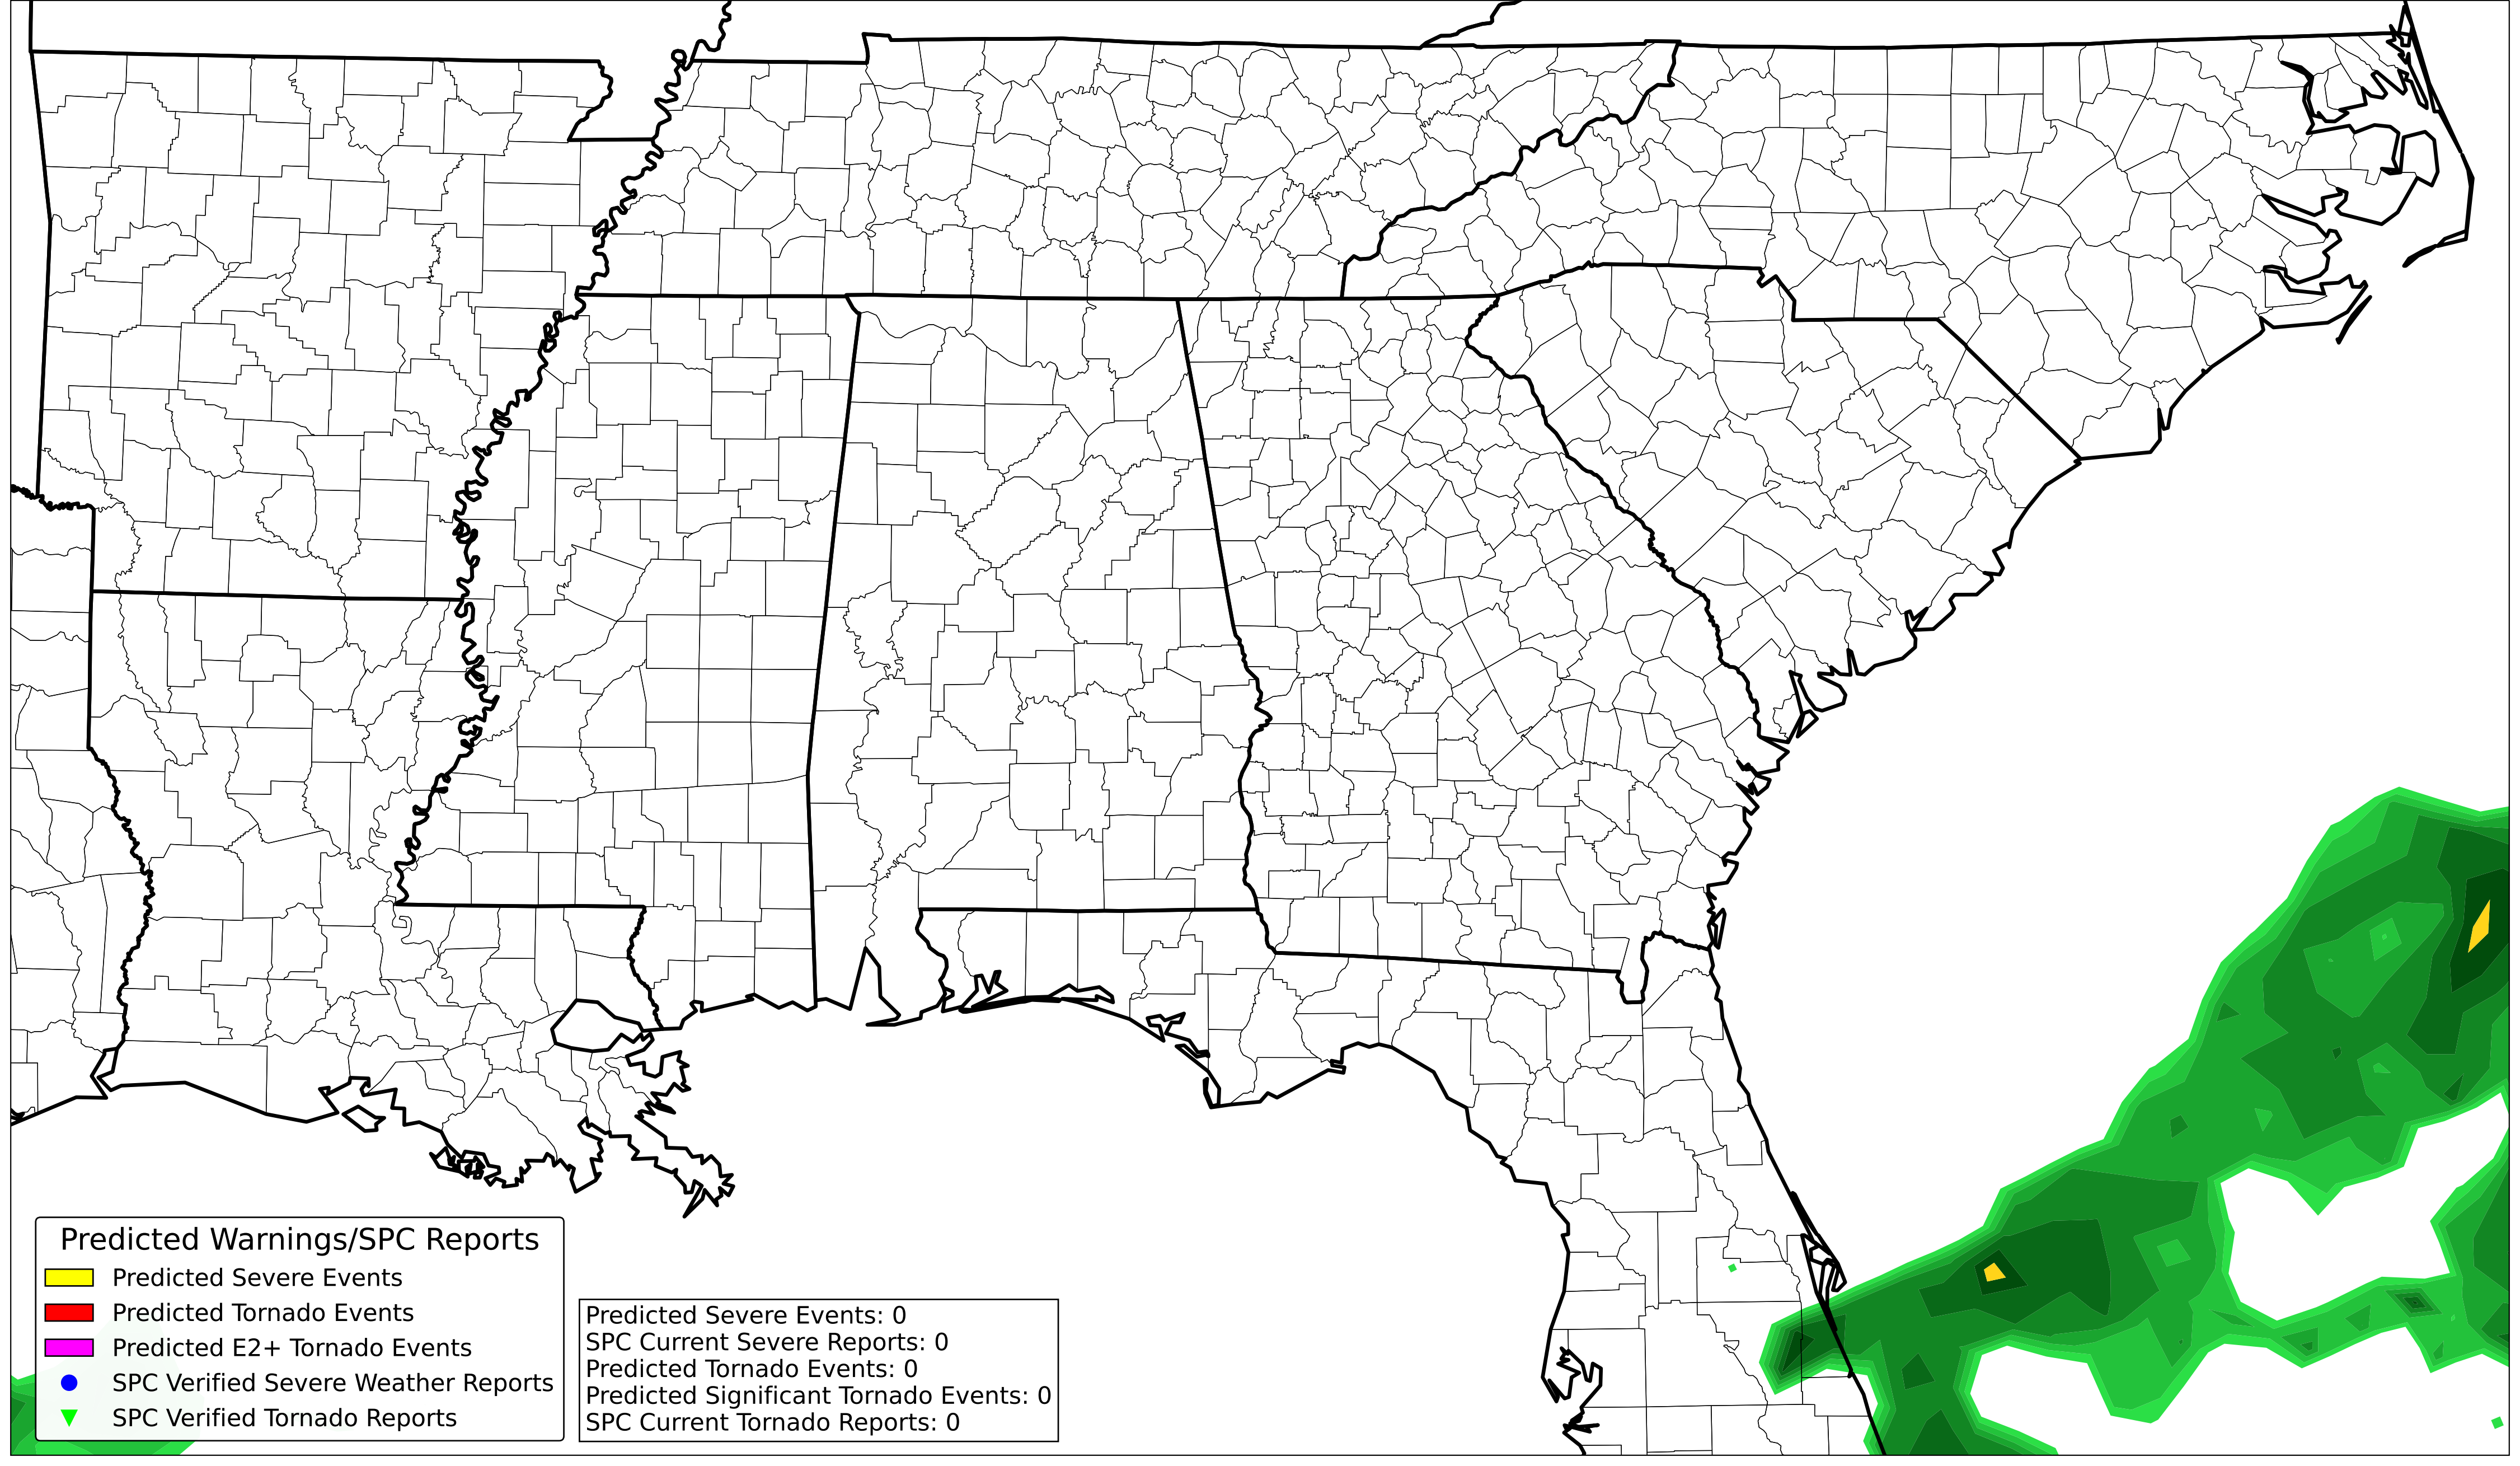 Predicted Warnings/SPC Reports
Predicted Severe Events
Predicted Tornado Events
Predicted E2+ Tornado Events
SPC Verified Severe Weather Reports
SPC Verified Tornado Reports
Predicted Severe Events: 0
SPC Current Severe Reports: 0
Predicted Tornado Events: 0
Predicted Significant Tornado Events: 0
SPC Current Tornado Reports: 0